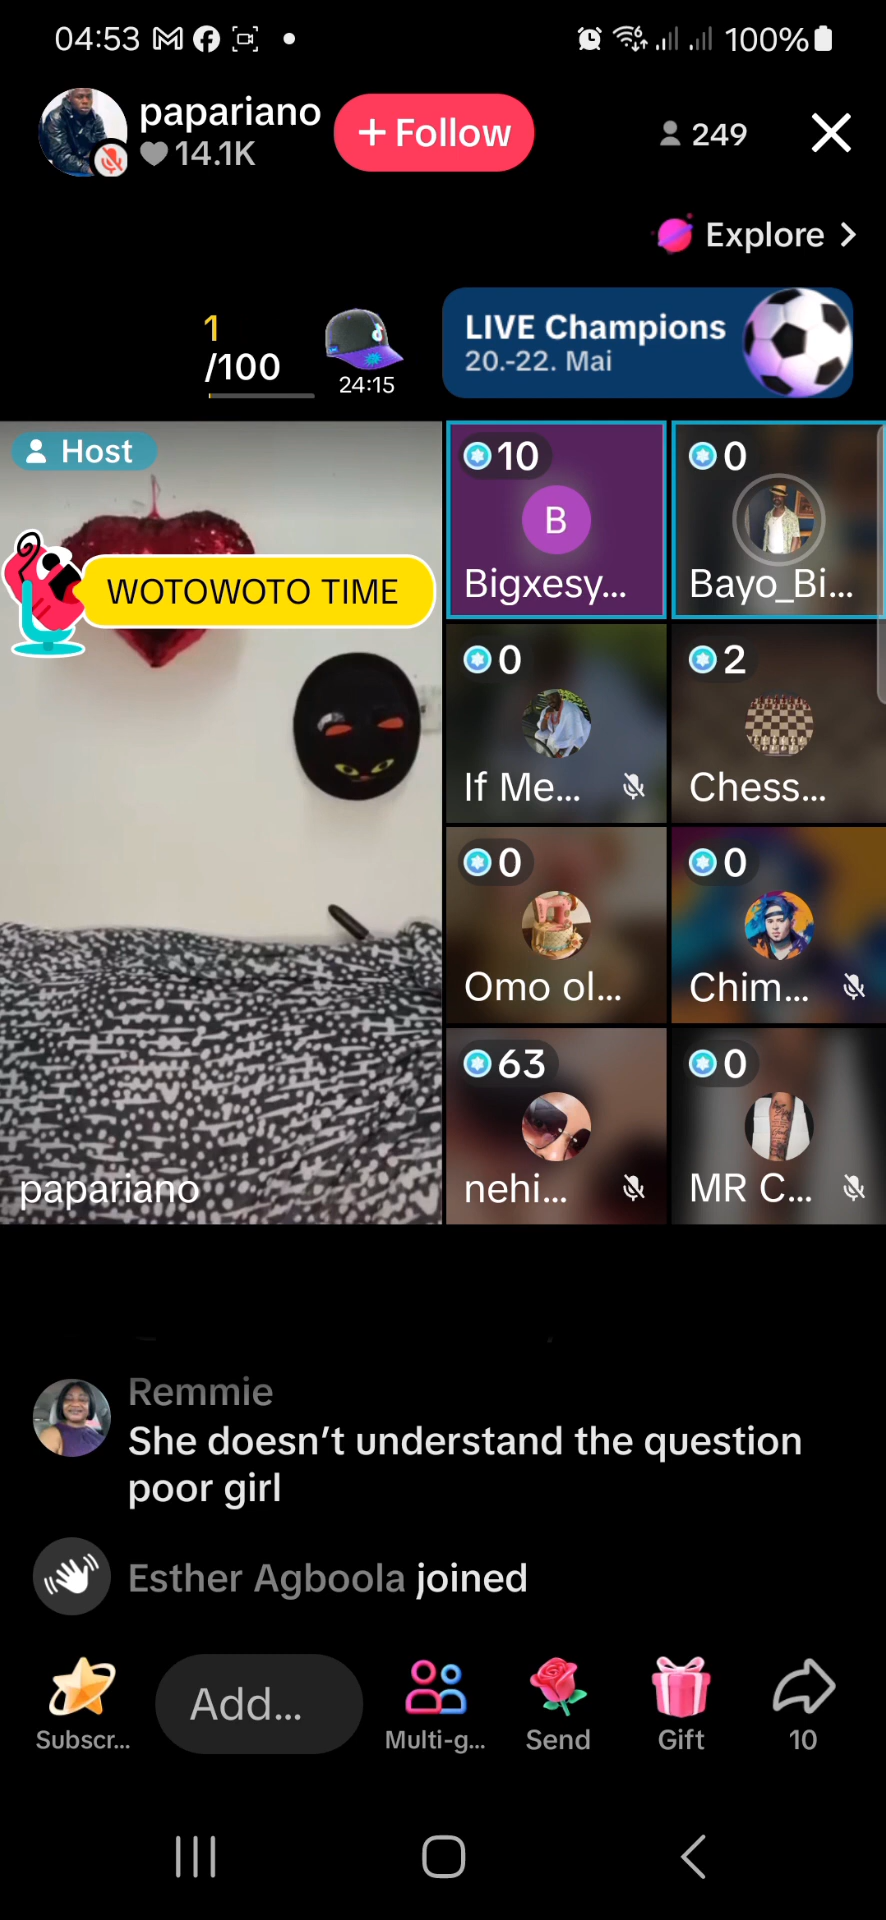 04:53
100%
papariano
+ Follow
14.1K
249
Explore
1
/100
24:15
LIVE Champions
20.-22. Mai
Host
10
0
B
Bigxesy...
Bayo_Bi...
WOTOWOTO TIME
0
2
If Me...
Chess...
0
0
Omo ol...
Chim...
63
0
nehi...
MR C...
papariano
Remmie
She doesn’t understand the question
poor girl
Esther Agboola joined
Add...
Subscr...
Multi-g...
Send
Gift
10